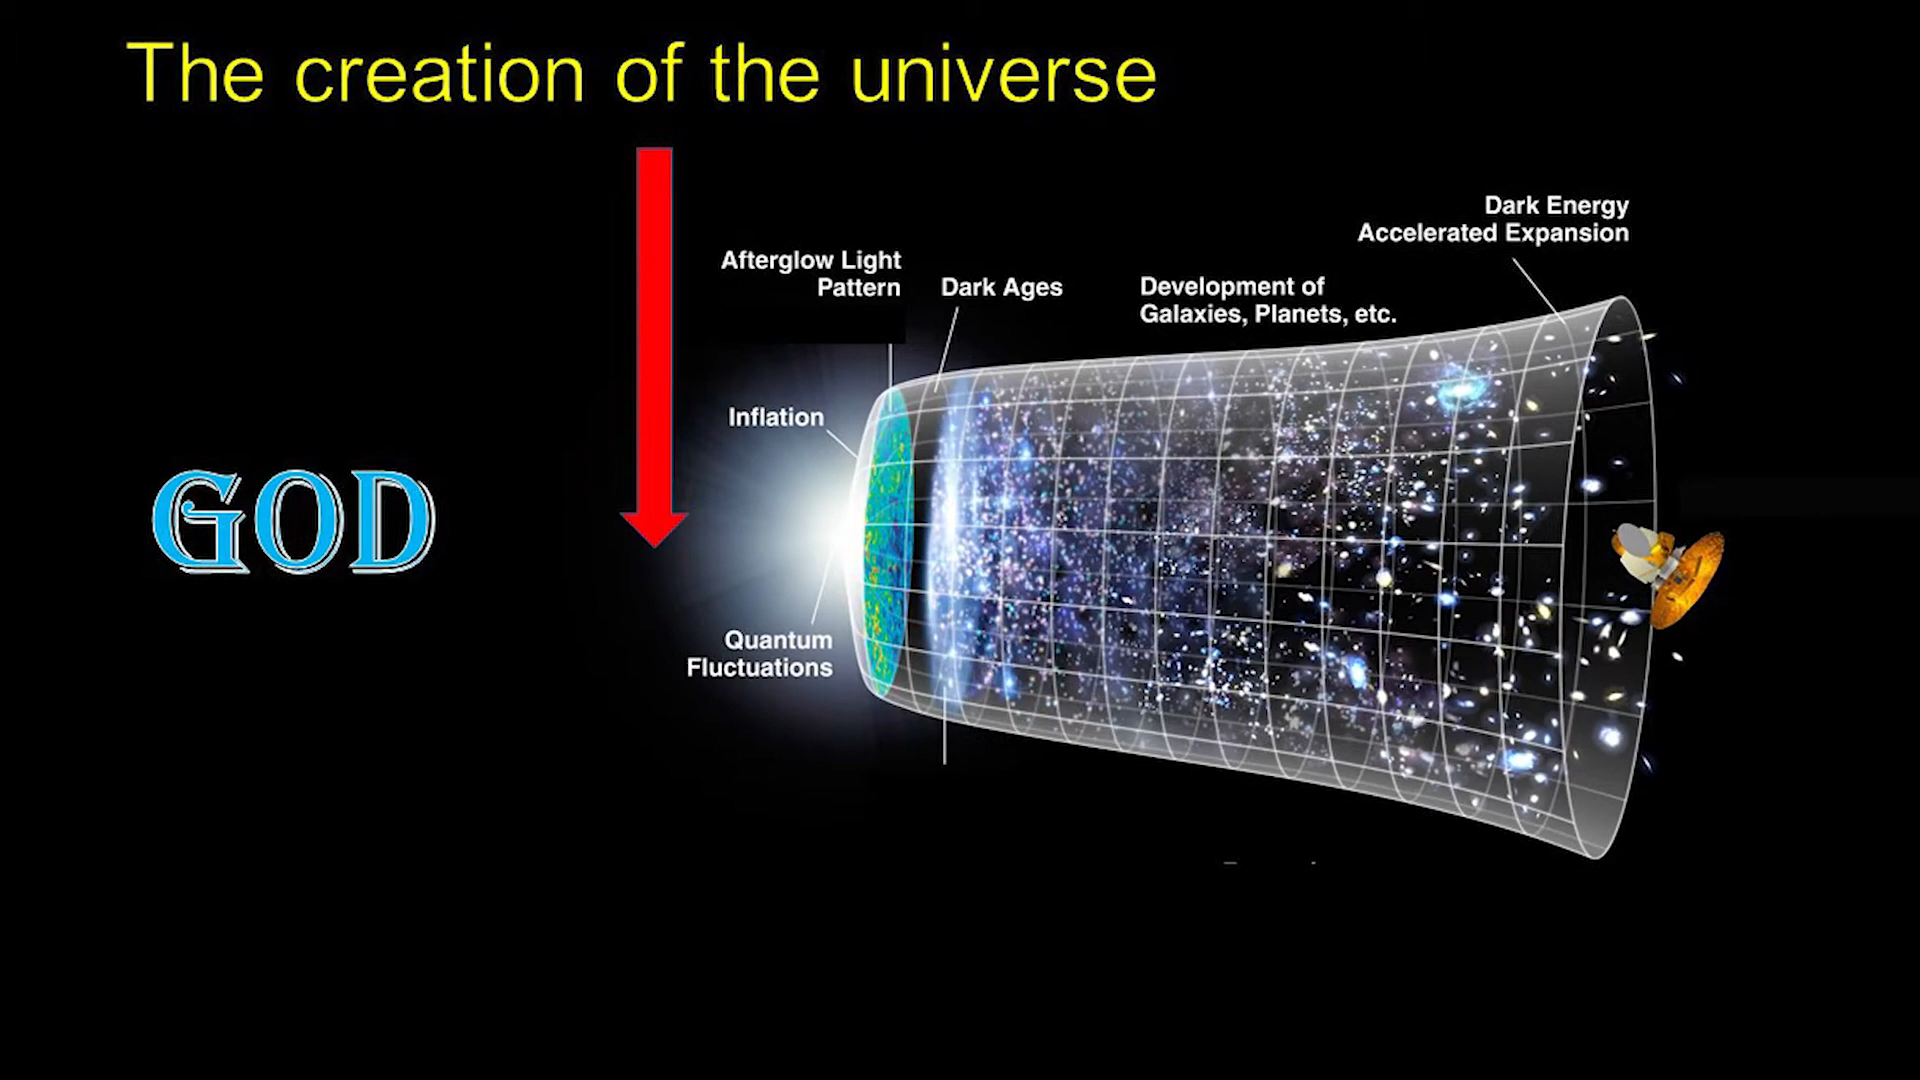 The creation of the universe
Dark Energy
Accelerated Expansion
Afterglow Light
Pattern
Dark Ages
Development of
Galaxies, Planets, etc.
Inflation
GOD
Quantum
Fluctuations